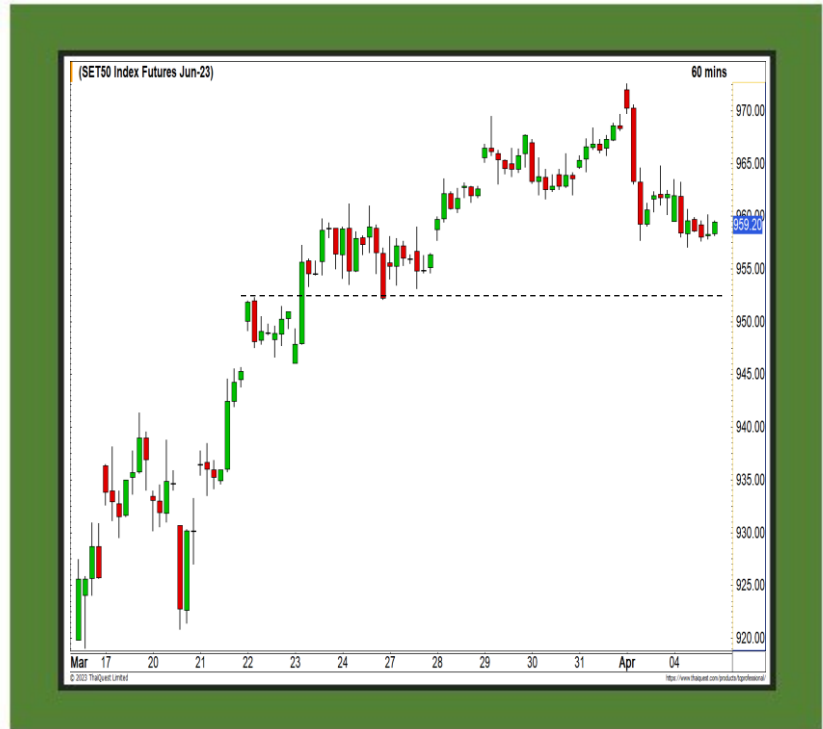 (SET50 Index Futures Jun-23)
60 mins
970.00
965.00
960.00
959.20
955.00
950.00
945.00
940.00
935.00
930.00
925.00
920.00
Mar 17 20 21 22 23 24 27 28 29 30 31 Apr 04
© 2023 ThaiQuest Limited
https://www.thaiquest.com/products/tqprofessional/